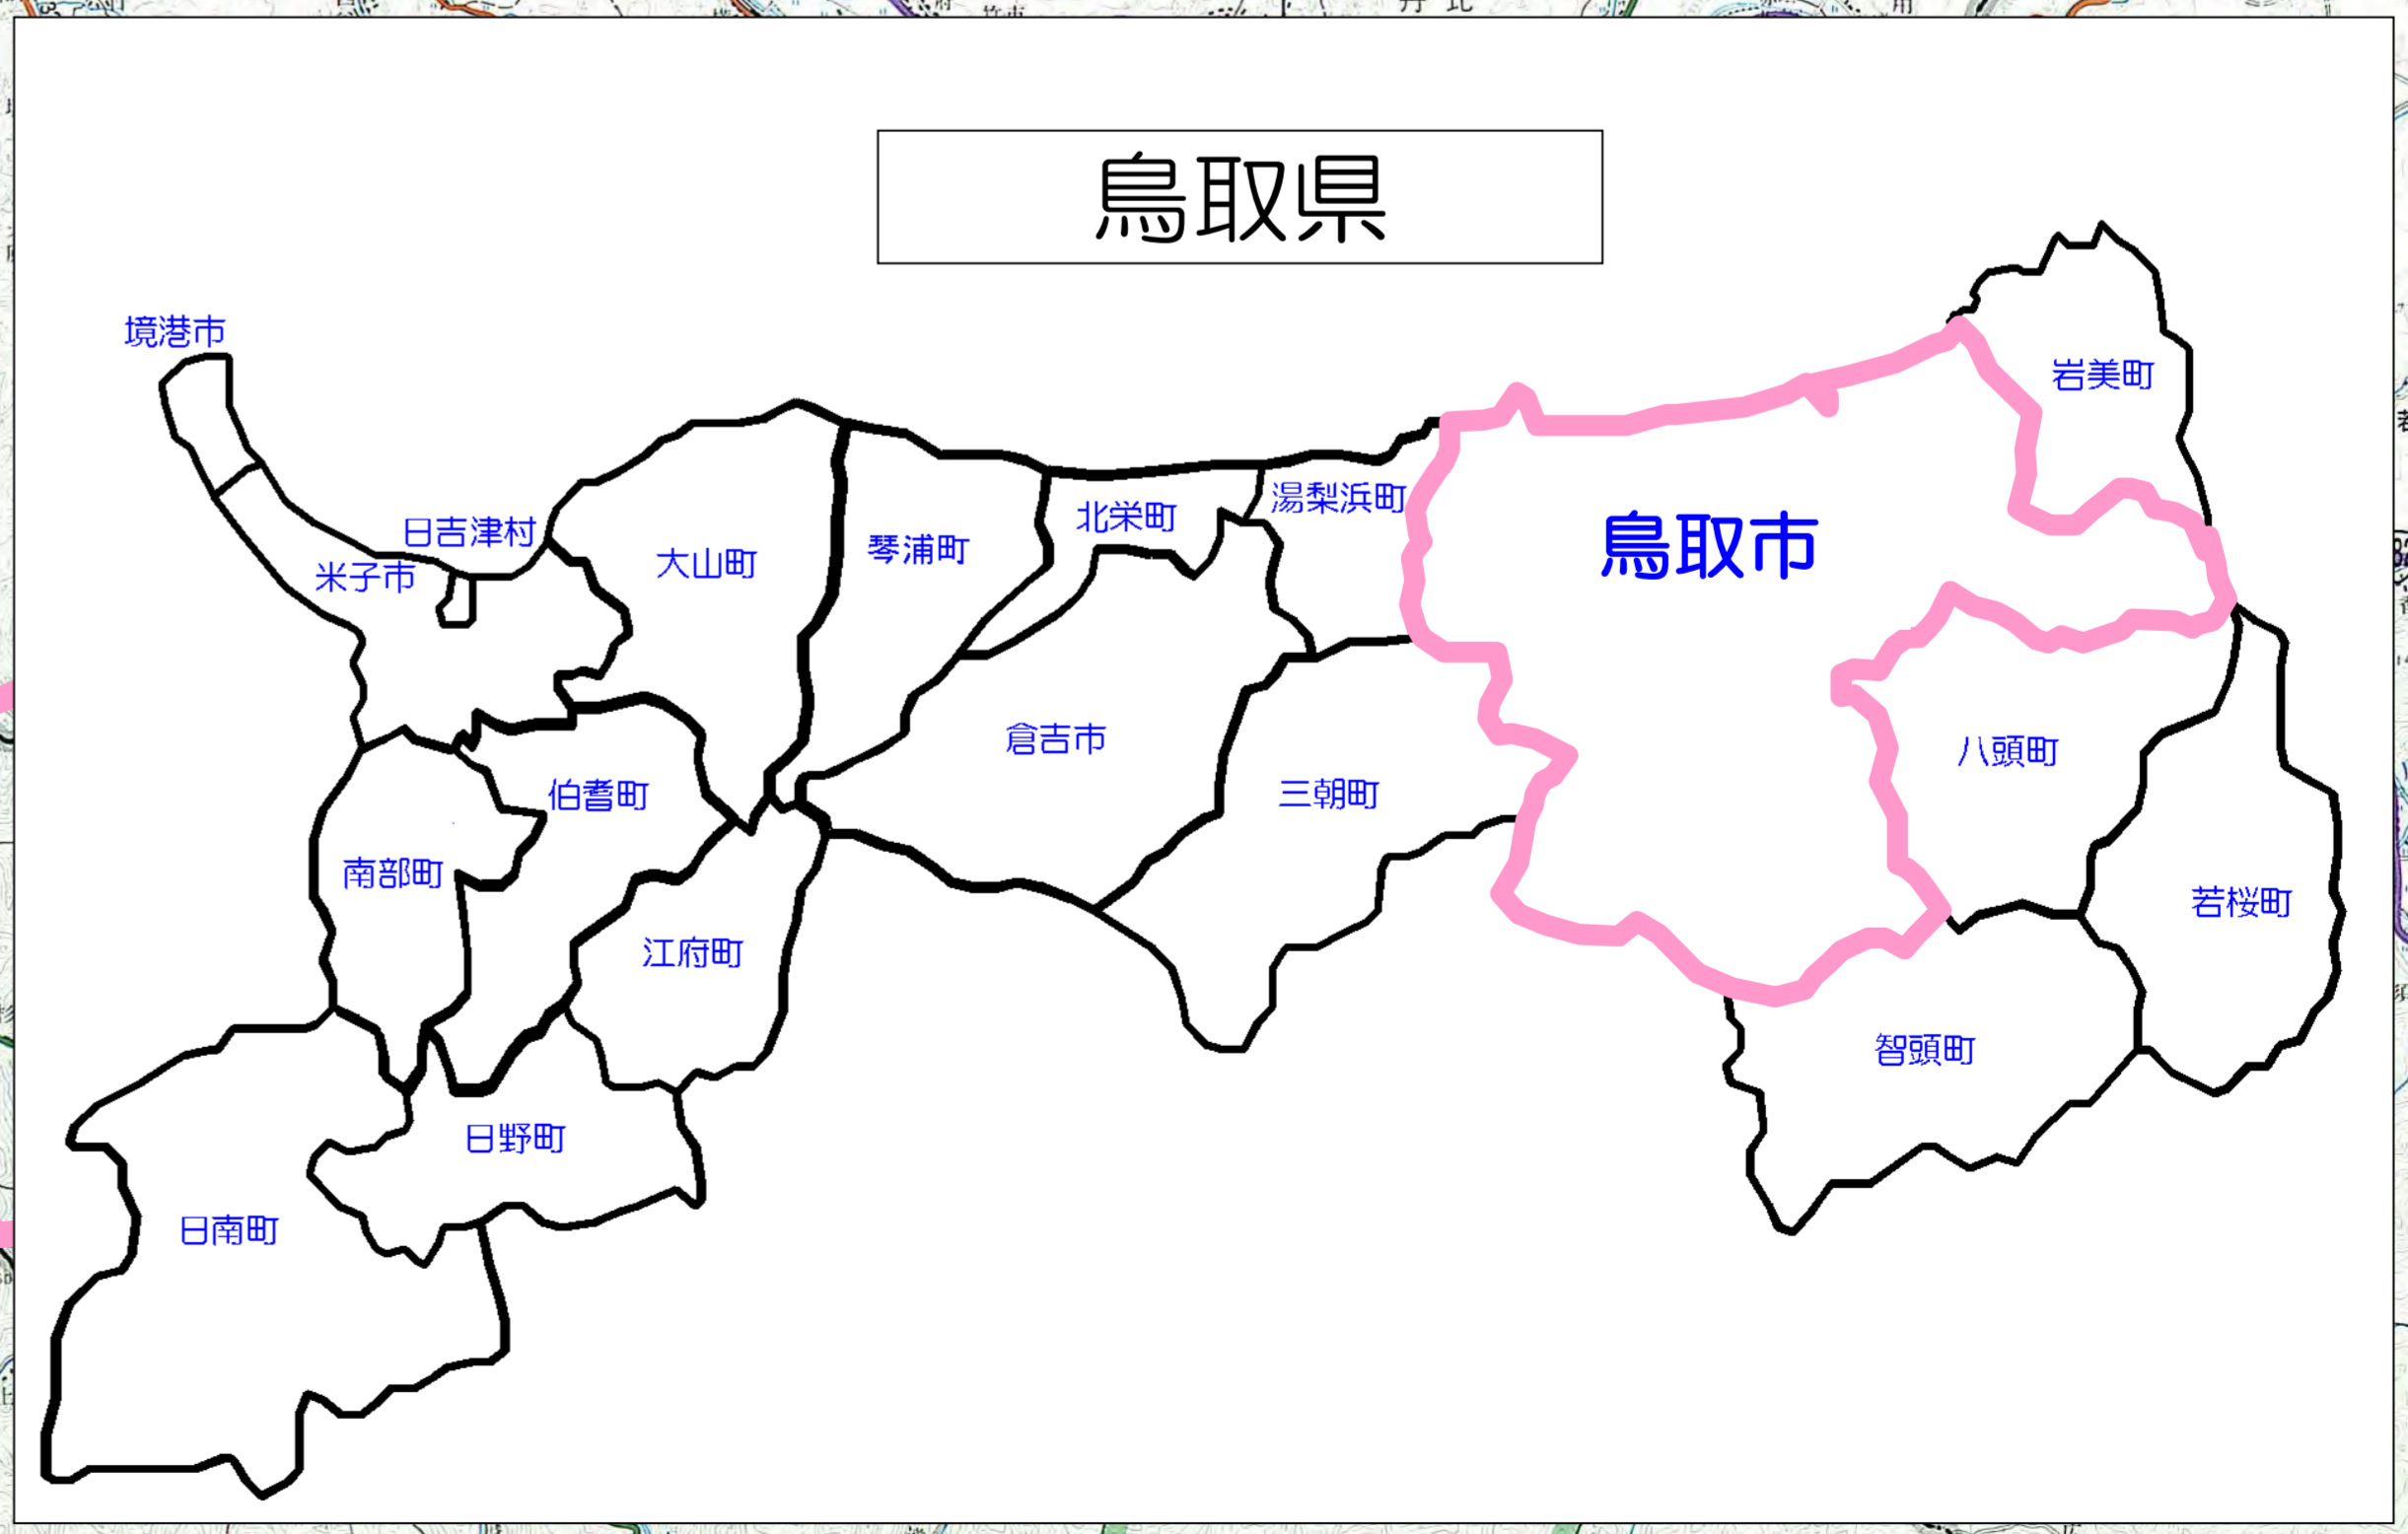 鳥取県
境港市
岩美町
日吉津村
湯梨浜町
北栄町
米子市
大山町
琴浦町
鳥取市
倉吉市
八頭町
伯耆町
三朝町
南部町
若桜町
江府町
智頭町
日野町
日南町